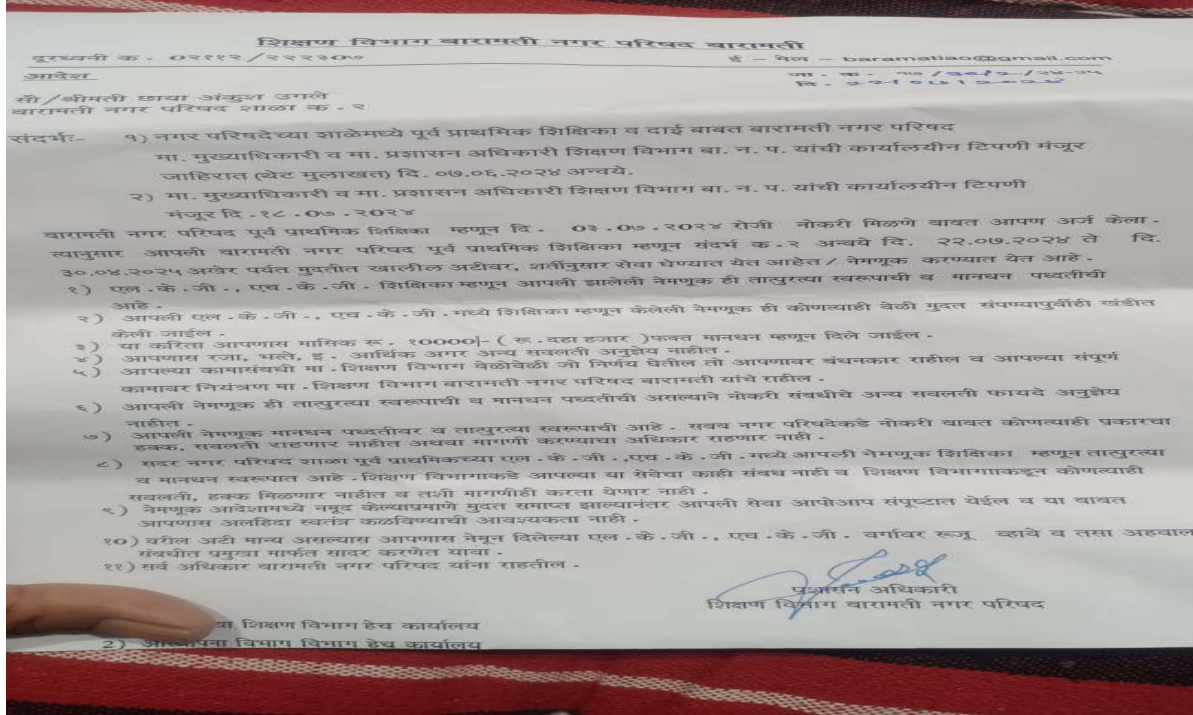 शिक्षण विभाग बारामती नगर परिषद बारामती
दूरध्वनी क - ०२११२/२२२३०७ ई – मेल – baramatiao@gmail.com
आदेश
जा - क -
दि - २२/०७/२०२४
सौ/श्रीमती छाया अंकुश उगले
बारामती नगर परिषद शाळा क - २
संदर्भः- १) नगर परिषदेच्या शाळेमध्ये पूर्व प्राथमिक शिक्षिका व दाई बाबत बारामती नगर परिषद
मा. मुख्याधिकारी व मा. प्रशासन अधिकारी शिक्षण विभाग बा. न. प. यांची कार्यालयीन टिपणी मंजूर
जाहिरात (थेट मुलाखत) दि. ०७.०६.२०२४ अन्वये.
२) मा. मुख्याधिकारी व मा. प्रशासन अधिकारी शिक्षण विभाग बा. न. प. यांची कार्यालयीन टिपणी
मंजूर दि -१८ -०७ -२०२४
बारामती नगर परिषद पूर्व प्राथमिक शिक्षिका म्हणून दि - ०३ -०७ -२०२४ रोजी नोकरी मिळणे बाबत आपण अर्ज केला -
त्यानुसार आपली बारामती नगर परिषद पूर्व प्राथमिक शिक्षिका म्हणून संदर्भ क -२ अन्वये दि. २२.०७.२०२४ ते दि.
३०.०४.२०२५ अखेर पर्यंत मुदतीत खालील अटीवर, शर्तीनुसार सेवा घेण्यात येत आहेत/ नेमणूक करण्यात येत आहे -
१) एल -के -जी -, एच -के -जी - शिक्षिका म्हणून आपली झालेली नेमणूक ही तात्पुरत्या स्वरूपाची व मानधन पध्दतीची
आहे -
२) आपली एल -के -जी -, एच -के -जी -मध्ये शिक्षिका म्हणून केलेली नेमणूक ही कोणत्याही वेळी मुदत संपण्यापुर्वीही खंडीत
केली जाईल -
३) या करिता आपणास मासिक रू - १००००|- ( रू -दहा हजार )फक्त मानधन म्हणून दिले जाईल -
४) आपणास रजा, भत्ते, इ - आर्थिक अगर अन्य सवलती अनुज्ञेय नाहीत -
५) आपल्या कामासंबधी मा -शिक्षण विभाग वेळोवेळी जो निर्णय घेतील तो आपणावर बंधनकार राहील व आपल्या संपूर्ण
कामावर नियंत्रण मा -शिक्षण विभाग बारामती नगर परिषद बारामती यांचे राहील -
६) आपली नेमणूक ही तात्पुरत्या स्वरूपाची व मानधन पध्दतीची असल्याने नोकरी संबधीचे अन्य सवलती फायदे अनुज्ञेय
नाहीत -
७) आपली नेमणूक मानधन पध्दतीवर व तात्पुरत्या स्वरूपाची आहे - सबब नगर परिषदेकडे नोकरी बाबत कोणत्याही प्रकारचा
हक्क, सवलती राहणार नाहीत अथवा मागणी करण्याचा अधिकार राहणार नाही -
८) सदर नगर परिषद शाळा पुर्व प्राथमिकच्या एल -के -जी -,एच -के -जी -मध्ये आपली नेमणूक शिक्षिका म्हणून तात्पुरत्या
व मानधन स्वरूपात आहे -शिक्षण विभागाकडे आपल्या या सेवेचा काही संबध नाही व शिक्षण विभागााकडून कोणत्याही
सवलती, हक्क मिळणार नाहीत व तशी मागणीही करता येणार नाही -
९) नेमणूक आदेशामध्ये नमूद केल्याप्रमाणे मुदत समाप्त झाल्यानंतर आपली सेवा आपोआप संपूष्टात येईल व या बाबत
आपणास अलहिदा स्वतंत्र कळविण्याची आवश्यकता नाही -
१०) वरील अटी मान्य असल्यास आपणास नेमून दिलेल्या एल -के -जी -, एच -के -जी - वर्गावर रूजू व्हावे व तसा अहवाल
संबधीत प्रमुखा मार्फत सादर करणेत यावा -
११) सर्व अधिकार बारामती नगर परिषद यांना राहतील -
प्रशासन अधिकारी
शिक्षण विभाग बारामती नगर परिषद
शिक्षण विभाग हेच कार्यालय
2) आस्थापना विभाग विभाग हेच कार्यालय